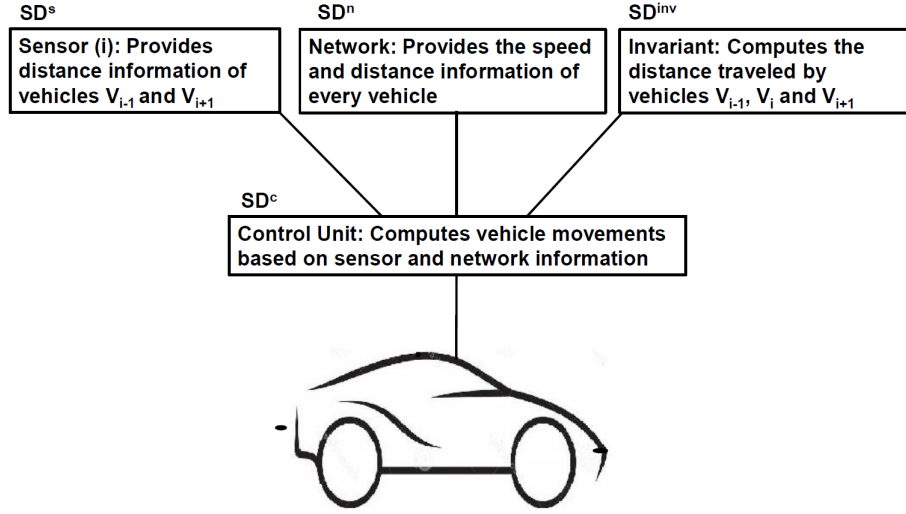 SDˢ
Sensor (i): Provides
distance information of
vehicles Vᵢ₋₁ and Vᵢ₊₁
SDⁿ
Network: Provides the speed
and distance information of
every vehicle
SDⁱⁿᵛ
Invariant: Computes the
distance traveled by
vehicles Vᵢ₋₁, Vᵢ and Vᵢ₊₁
SDᶜ
Control Unit: Computes vehicle movements
based on sensor and network information